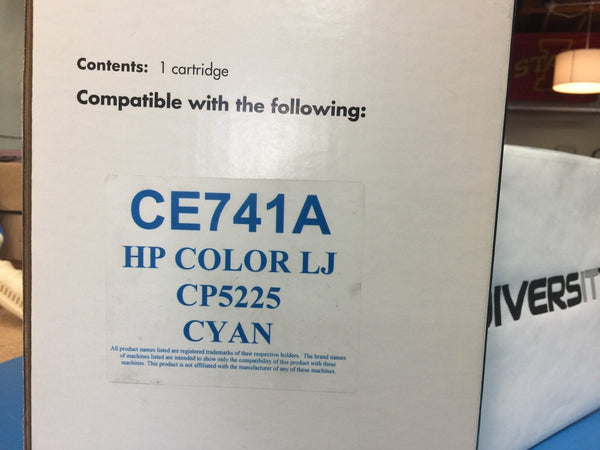 Contents: 1 cartridge
Compatible with the following:
CE741A
HP COLOR LJ
CP5225
CYAN
All product names listed are registered trademarks of their respective holders. The brand names
of machines listed are intended to show only the compatibility of this product with these
machines. This product is not affiliated with the manufacturer of any of these machines.
IVERSIT
STA